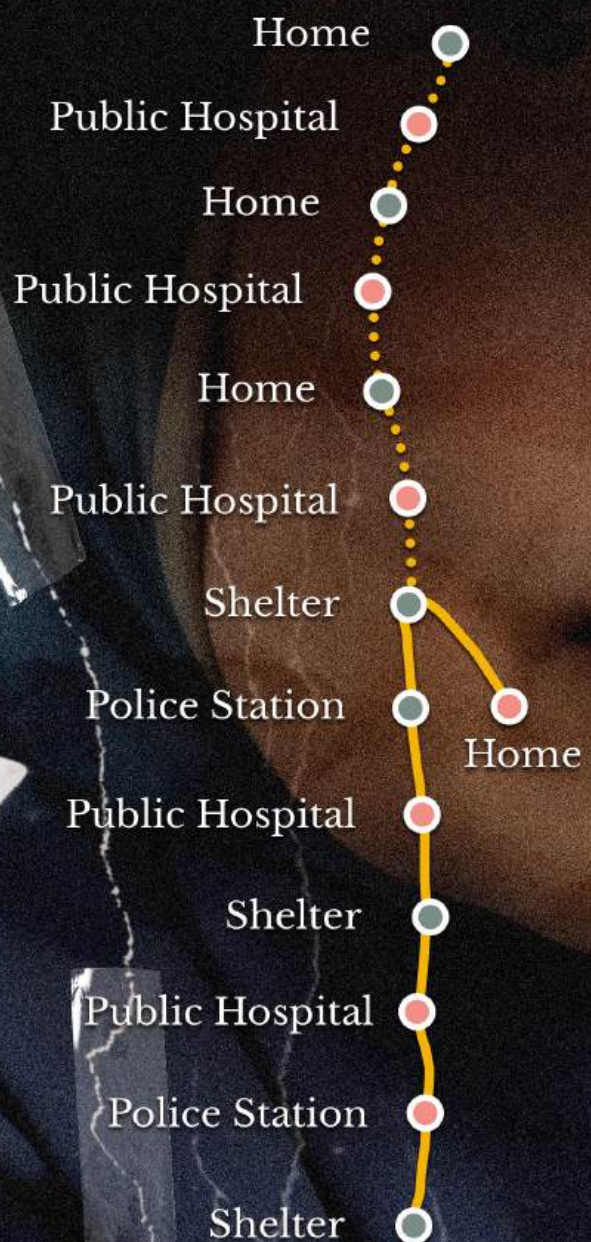 Home
Public Hospital
Home
Public Hospital
Home
Public Hospital
Shelter
Police Station
Home
Public Hospital
Shelter
Public Hospital
Police Station
Shelter